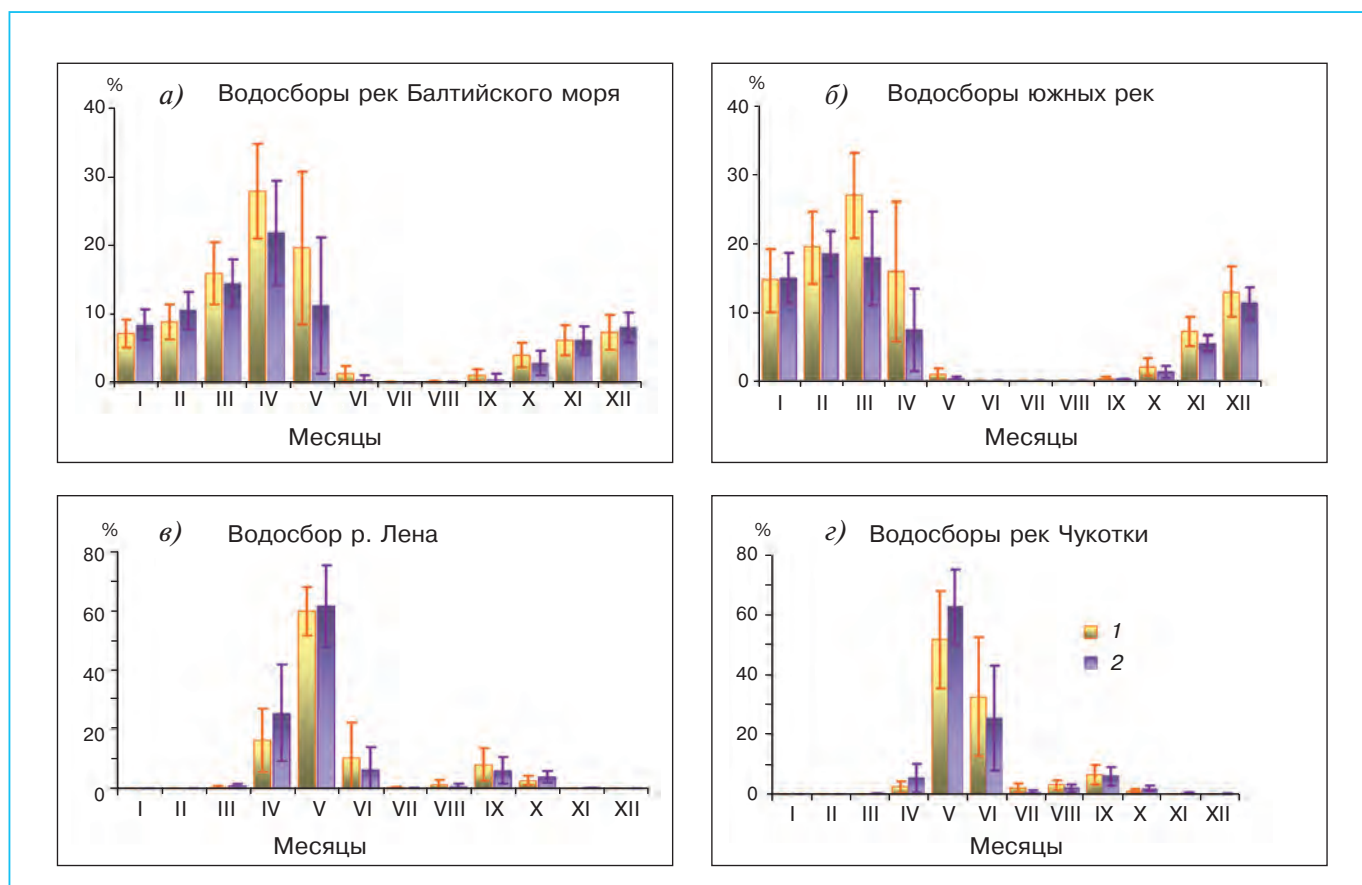 %
а) Водосборы рек Балтийского моря
40
30
20
10
0
I II III IV V VI VII VIII IX X XI XII
Месяцы
%
б) Водосборы южных рек
40
30
20
10
0
I II III IV V VI VII VIII IX X XI XII
Месяцы
%
в) Водосбор р. Лена
80
60
40
20
0
I II III IV V VI VII VIII IX X XI XII
Месяцы
%
г) Водосборы рек Чукотки
80
60
40
20
0
1
2
I II III IV V VI VII VIII IX X XI XII
Месяцы